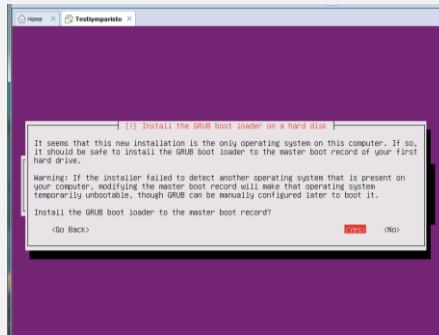 Home
Testiymparisto
[!] Install the GRUB boot loader on a hard disk
It seems that this new installation is the only operating system on this computer. If so,
it should be safe to install the GRUB boot loader to the master boot record of your first
hard drive.
Warning: If the installer failed to detect another operating system that is present on
your computer, modifying the master boot record will make that operating system
temporarily unbootable, though GRUB can be manually configured later to boot it.
Install the GRUB boot loader to the master boot record?
<Go Back> <Yes> <No>